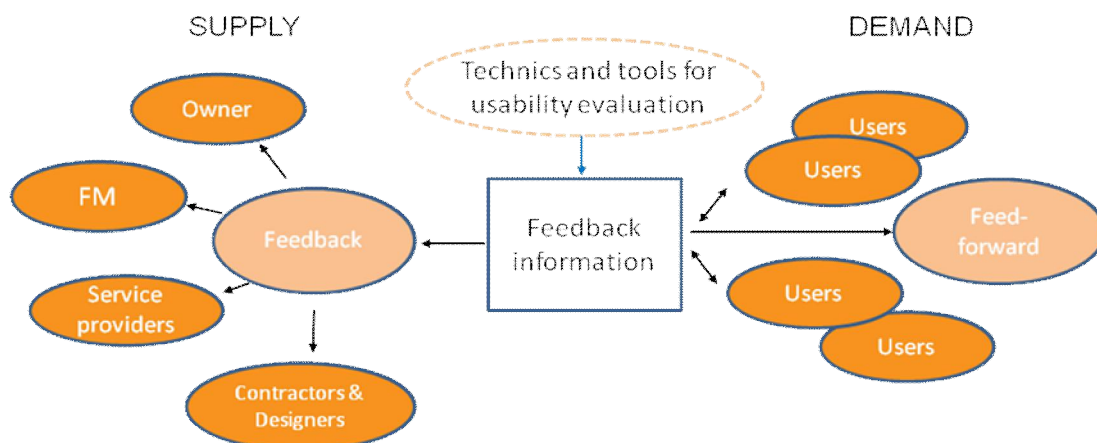 SUPPLY
DEMAND
Technics and tools for
usability evaluation
Owner
FM
Feedback
Service
providers
Contractors &
Designers
Feedback
information
Users
Users
Feed-
forward
Users
Users